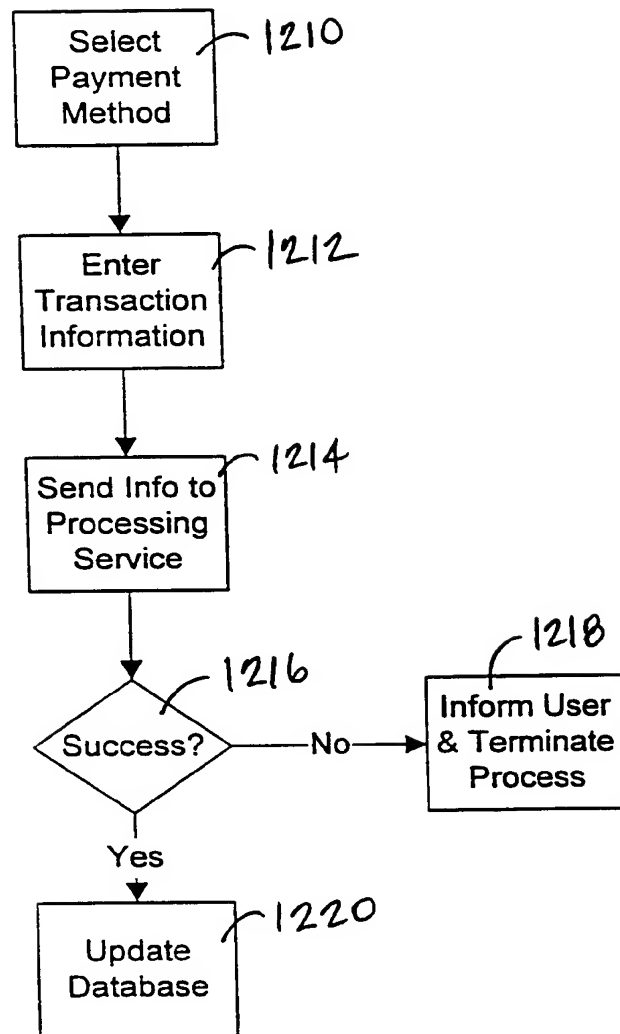 Select
Payment
Method
1210
Enter
Transaction
Information
1212
Send Info to
Processing
Service
1214
Success?
1216
No
Inform User
& Terminate
Process
1218
Yes
Update
Database
1220